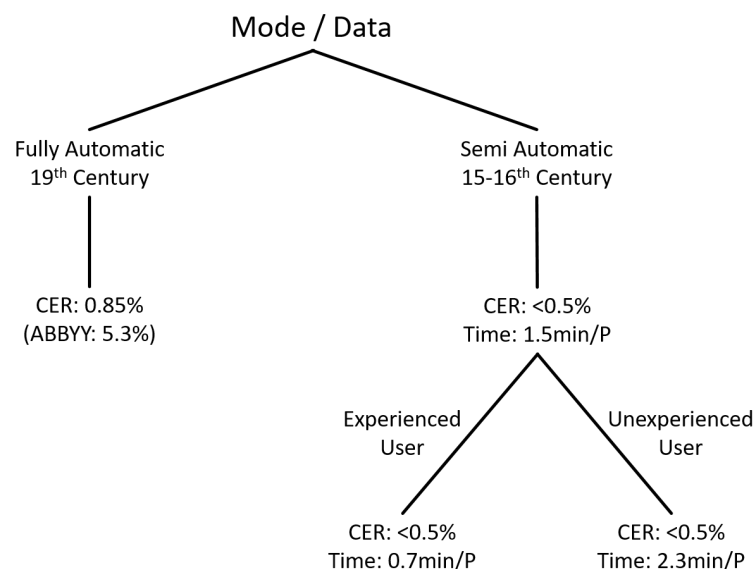 Mode / Data
Fully Automatic
19th Century
Semi Automatic
15-16th Century
CER: 0.85%
(ABBYY: 5.3%)
CER: <0.5%
Time: 1.5min/P
Experienced
User
Unexperienced
User
CER: <0.5%
Time: 0.7min/P
CER: <0.5%
Time: 2.3min/P